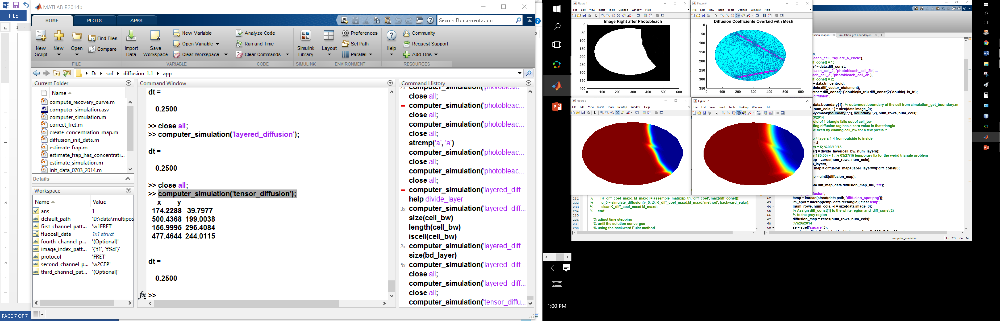 FILE
MATLAB R2014b
HOME
PLOTS
APPS
Search Documentation
New Script
New
Open
Find Files
Compare
Import Data
Save Workspace
New Variable
Open Variable
Clear Workspace
Analyze Code
Run and Time
Clear Commands
Simulink Library
Layout
Preferences
Set Path
Parallel
Help
Community
Request Support
Add-Ons
FILE
VARIABLE
CODE
SIMULINK
ENVIRONMENT
RESOURCES
D: sof diffusion_1.1 app
Current Folder
Name
compute_recovery_curve.m
computer_simulation.asv
computer_simulation.m
correct_fret.m
create_concentration_map.m
diffusion_init_data.m
estimate_frap.m
estimate_frap_has_concentrati...
estimate_simulation.m
init_data_0703_2014.m
Details
Workspace
Name Value
ans 1
default_path 'D:\data\multipos
first_channel_patt... 'w1FRET'
fluocell_data 1x1 struct
fourth_channel_p... '(Optional)'
image_index_patt... '{'t1', 't%d'}'
protocol 'FRET'
second_channel_p... 'w2CFP'
third_channel_pat... '(Optional)'
PAGE 7 OF 7
Command Window
dt =
0.2500
>> close all;
>> computer_simulation('layered_diffusion');
dt =
0.2500
>> close all;
>> computer_simulation('tensor_diffusion');
x y
174.2288 39.7977
500.4368 199.0038
156.9995 296.4084
477.4644 244.0115
dt =
0.2500
fx >>
Command History
2x computer_simulation('photobleac...
close all;
computer_simulation('photobleac...
close all;
computer_simulation('photobleac...
close all;
strcmp('a', 'a')
computer_simulation('photobleac...
close all;
computer_simulation('photobleac...
close all;
computer_simulation('layered_diff...
help divide_layer
3x computer_simulation('layered_diff...
size(cell_bw)
length(cell_bw)
iscell(cell_bw)
2x computer_simulation('layered_diff...
size(bd_layer)
5x computer_simulation('layered_diff...
close all;
computer_simulation('layered_diff...
close all;
computer_simulation('tensor_diffu...
1:00 PM
Figure 1
File Edit View Insert Tools Desktop Window Help
Image Right after Photobleach
0
50
100
150
200
250
300
350
400
0 100 200 300 400 500 600
Figure 6
File Edit View Insert Tools Desktop Window Help
Diffusion Coefficients Overlaid with Mesh
0
50
100
150
200
250
300
350
0 100 200 300 400 500 600
Figure 8
File Edit View Insert Tools Desktop Window Help
Figure 12
File Edit View Insert Tools Desktop Window Help
fusion_map.m
simulation_get_boundary.m
e,
leach_cell', 'square_5_circle'},
ff_const) = 1;
ef = data.diff_const;
each_cell_2', 'photobleach_cell_2b', ...
ach_cell_3', 'photobleach_cell_3b'},
ff_const) = 2;
= data.tri_centroid;
data.diff_vector_statement);
ctor = diff_const(1)*double(is_tri)+diff_const(2)*double(~is_tri);
diffusion',
data.boundary{1}; % outermost boundary of the cell from simulation_get_boundary.m
num_cols, ~] = size(data.image_0);
oly2mask(boundary(:,1), boundary(:,2), num_rows, num_cols);
3/2014
roid of 1 triangle falls out of cell_bw
ting diffusion tag has a zero value in that triangle
be fixed by dilating cell_bw for a few pixels if
o 4 layers 1-4 from outside to inside
= 4;
rs = 5; %03/19/15
er] = divide_layer(cell_bw, num_layers);
r(185,55) = 1; % 03/27/15 temporary fix for the weird triangle problem
ap = zeros(num_rows, num_cols);
n_layers,
_map = diffusion_map+(label_layer==i)*diff_const(i);
ap = uint8(diffusion_map);
ata.diff_map, data.diffusion_map_file, 'tiff');
usion',
62 temp = imread(strcat(data.path, 'diffusion_spot.png'));
63 im_spot = imcrop(temp, data.rectangle); clear temp;
64 [num_rows, num_cols, ~] = size(data.image_0);
65 % Assign diff_const(1) to the white region and diff_const(2)
66 % to the grey region
67 diffusion_map = zeros(num_rows, num_cols);
68 %9/26/2014
69 se = strel('square',3);
231 % [K_diff_coef_maxd, M_maxd] = assemble_matrix(p, tri, 'diff_coef', max(diff_const));
232 % u_0 = simulate_diffusion(v_0, t0, K_diff_coef_maxd,M_maxd,'method', backward_eular);
233 % clear K_diff_coef_maxd M_maxd;
234 % end;
235
236 % adjust time stepping
237 % until the solution converges
238 % using the backward Eular method
computer_simulation
Ln 203 Col 14